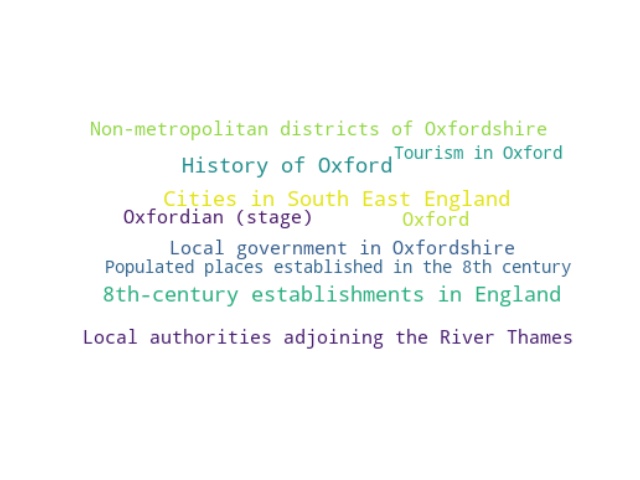 Non-metropolitan districts of Oxfordshire
Tourism in Oxford
History of Oxford
Cities in South East England
Oxfordian (stage)
Oxford
Local government in Oxfordshire
Populated places established in the 8th century
8th-century establishments in England
Local authorities adjoining the River Thames